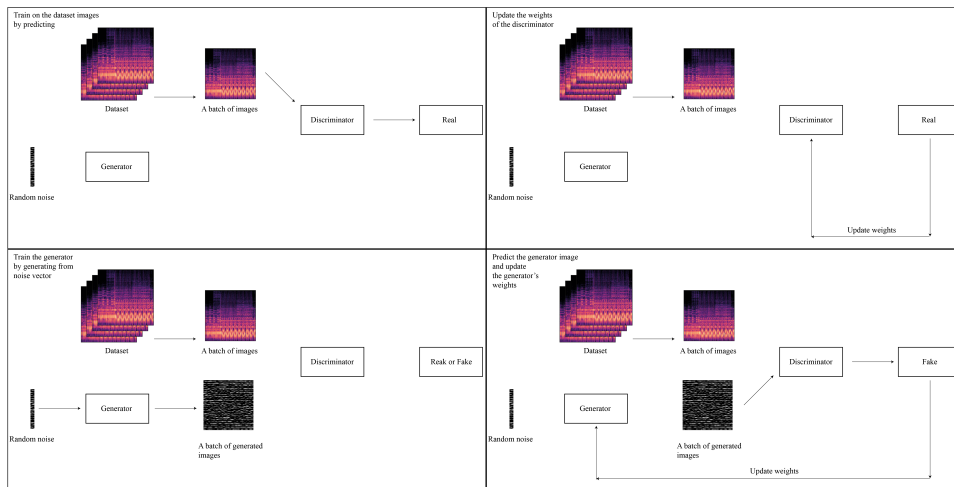 Train on the dataset images
by predicting
Dataset
A batch of images
Discriminator
Real
Generator
Random noise
Update the weights
of the discriminator
Dataset
A batch of images
Discriminator
Real
Generator
Random noise
Update weights
Train the generator
by generating from
noise vector
Dataset
A batch of images
Discriminator
Reak or Fake
Generator
Random noise
A batch of generated
images
Predict the generator image
and update
the generator's
weights
Dataset
A batch of images
Discriminator
Fake
Generator
Random noise
A batch of generated
images
Update weights